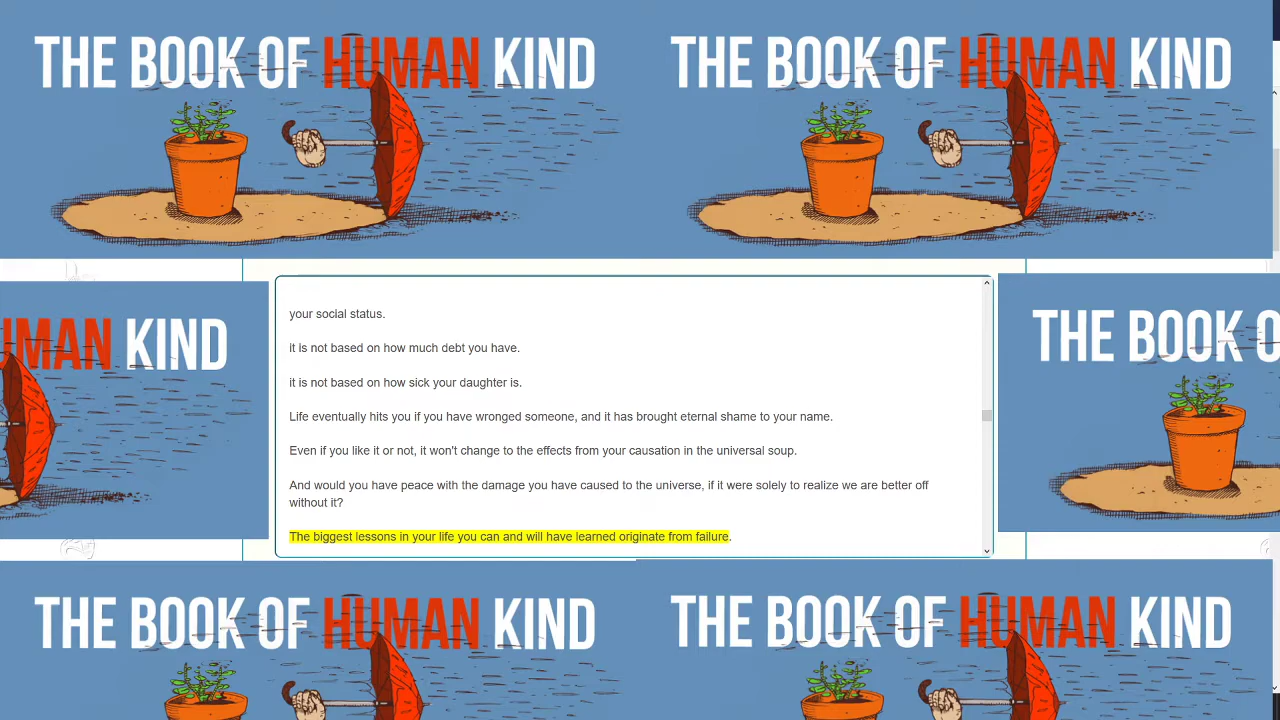 THE BOOK OF HUMAN KIND THE BOOK OF HUMAN KIND
your social status.
UMAN KIND THE BOOK O
it is not based on how much debt you have.
it is not based on how sick your daughter is.
Life eventually hits you if you have wronged someone, and it has brought eternal shame to your name.
Even if you like it or not, it won't change to the effects from your causation in the universal soup.
And would you have peace with the damage you have caused to the universe, if it were solely to realize we are better off
without it?
The biggest lessons in your life you can and will have learned originate from failure.
THE BOOK OF HUMAN KIND THE BOOK OF HUMAN KIND